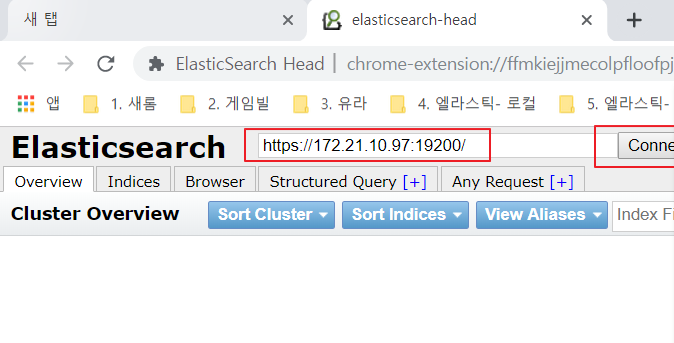 새 탭 elasticsearch-head
ElasticSearch Head chrome-extension://ffmkiejjmecolpfloofpj
앱 1. 새롬 2. 게임빌 3. 유라 4. 엘라스틱- 로컬 5. 엘라스틱-
Elasticsearch https://172.21.10.97:19200/ Conne
Overview Indices Browser Structured Query [+] Any Request [+]
Cluster Overview Sort Cluster Sort Indices View Aliases Index Fi